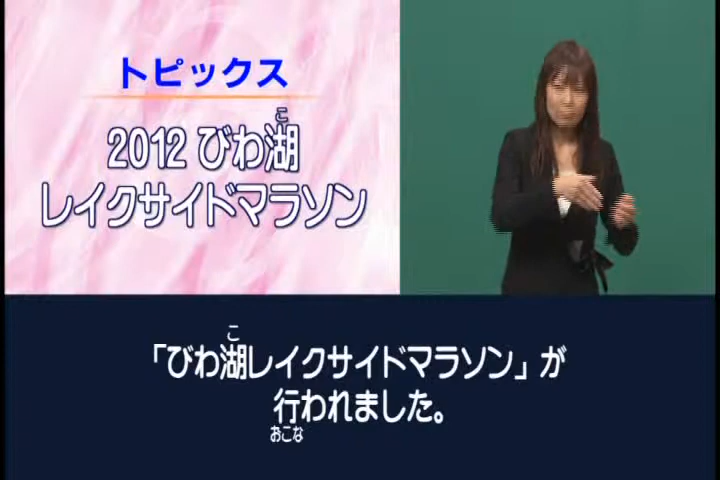 トピックス
こ
2012 びわ湖
レイクサイドマラソン
こ
「びわ湖レイクサイドマラソン」が
行われました。
おこな